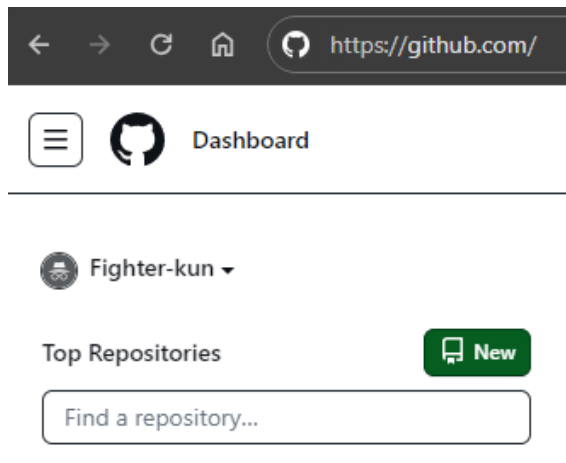 https://github.com/
Dashboard
Fighter-kun
Top Repositories
New
Find a repository...